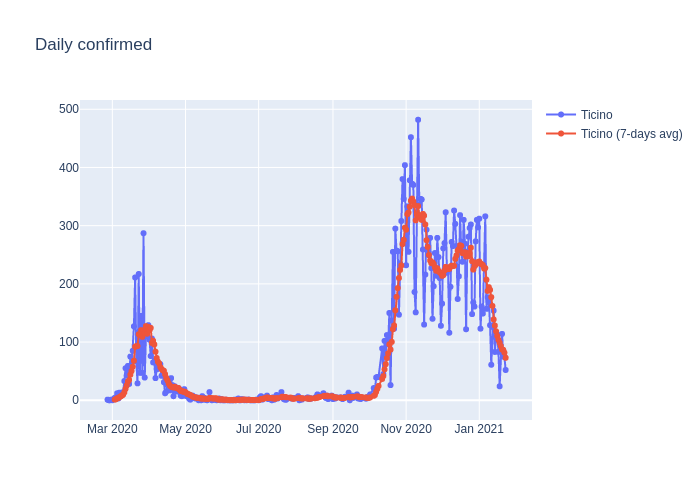 Daily confirmed
500
400
300
200
100
0
Mar 2020
May 2020
Jul 2020
Sep 2020
Nov 2020
Jan 2021
Ticino
Ticino (7-days avg)